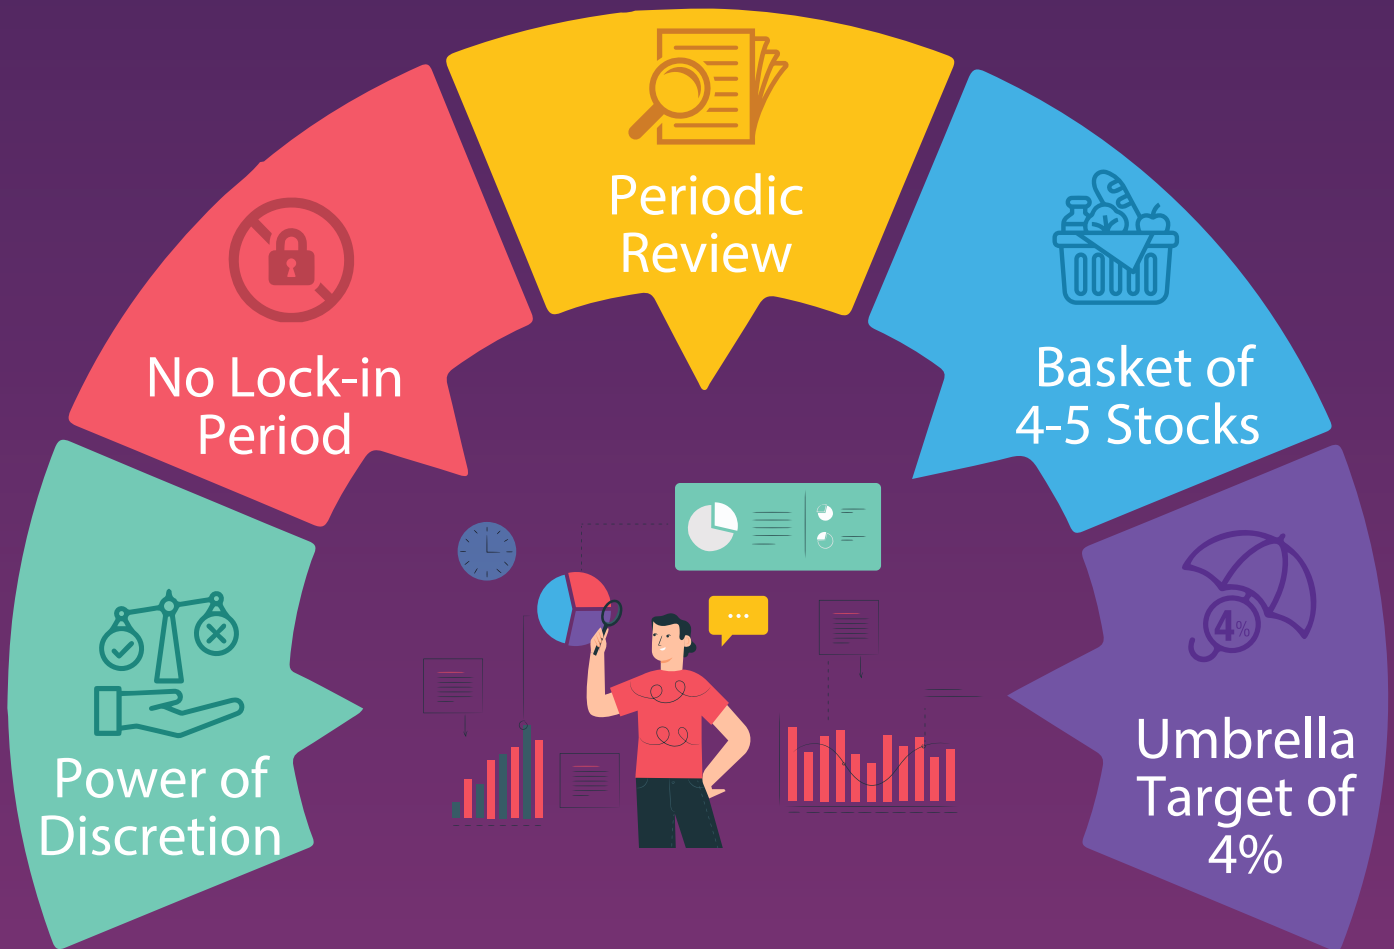 Periodic
Review
No Lock-in
Period
Basket of
4-5 Stocks
Power of
Discretion
4%
Umbrella
Target of
4%